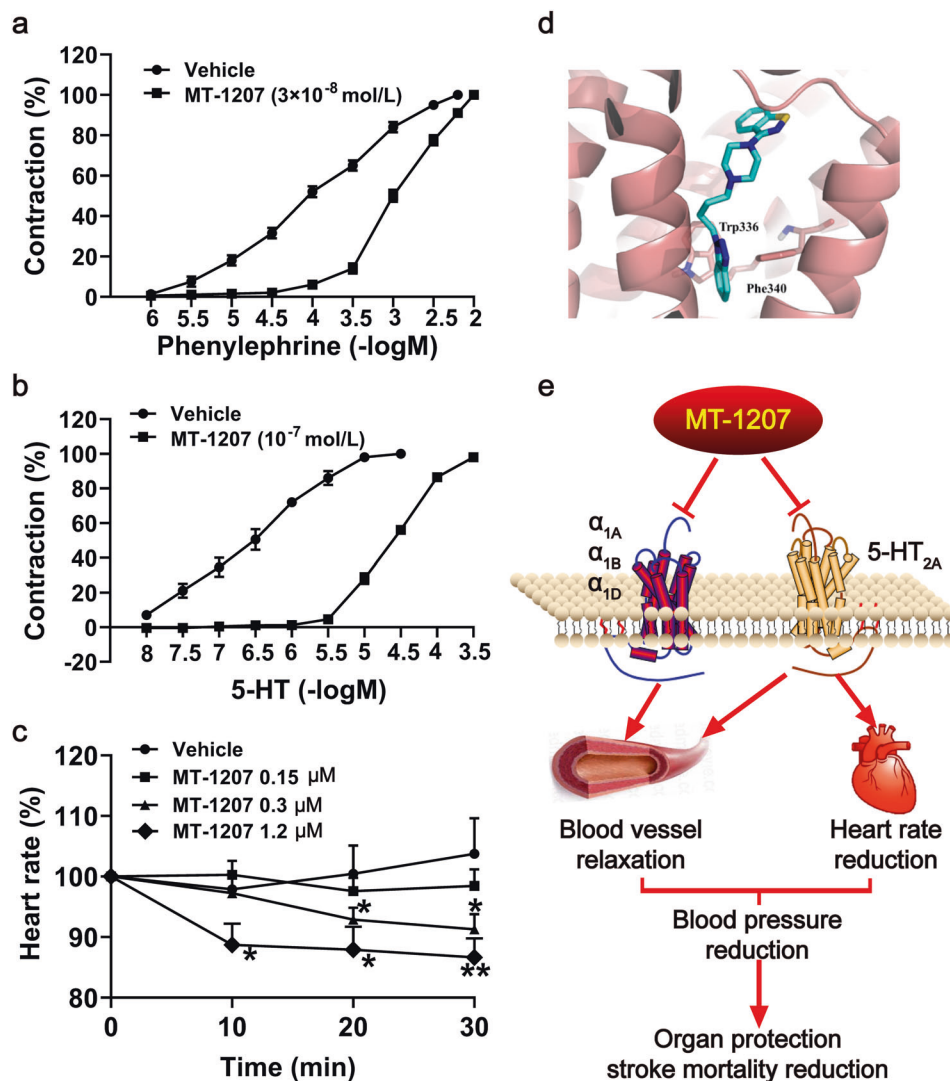 a
120
100
80
60
40
20
0
Contraction (%)
Vehicle
MT-1207 (3×10⁻⁸ mol/L)
6 5.5 5 4.5 4 3.5 3 2.5 2
Phenylephrine (-logM)
b
120
100
80
60
40
20
0
-20
Contraction (%)
Vehicle
MT-1207 (10⁻⁷ mol/L)
8 7.5 7 6.5 6 5.5 5 4.5 4 3.5
5-HT (-logM)
c
120
110
100
90
80
Heart rate (%)
Vehicle
MT-1207 0.15 μM
MT-1207 0.3 μM
MT-1207 1.2 μM
* *
* * **
0 10 20 30
Time (min)
d
Trp336
Phe340
e
MT-1207
α1A
α1B
α1D
5-HT2A
Blood vessel
relaxation
Heart rate
reduction
Blood pressure
reduction
Organ protection
stroke mortality reduction